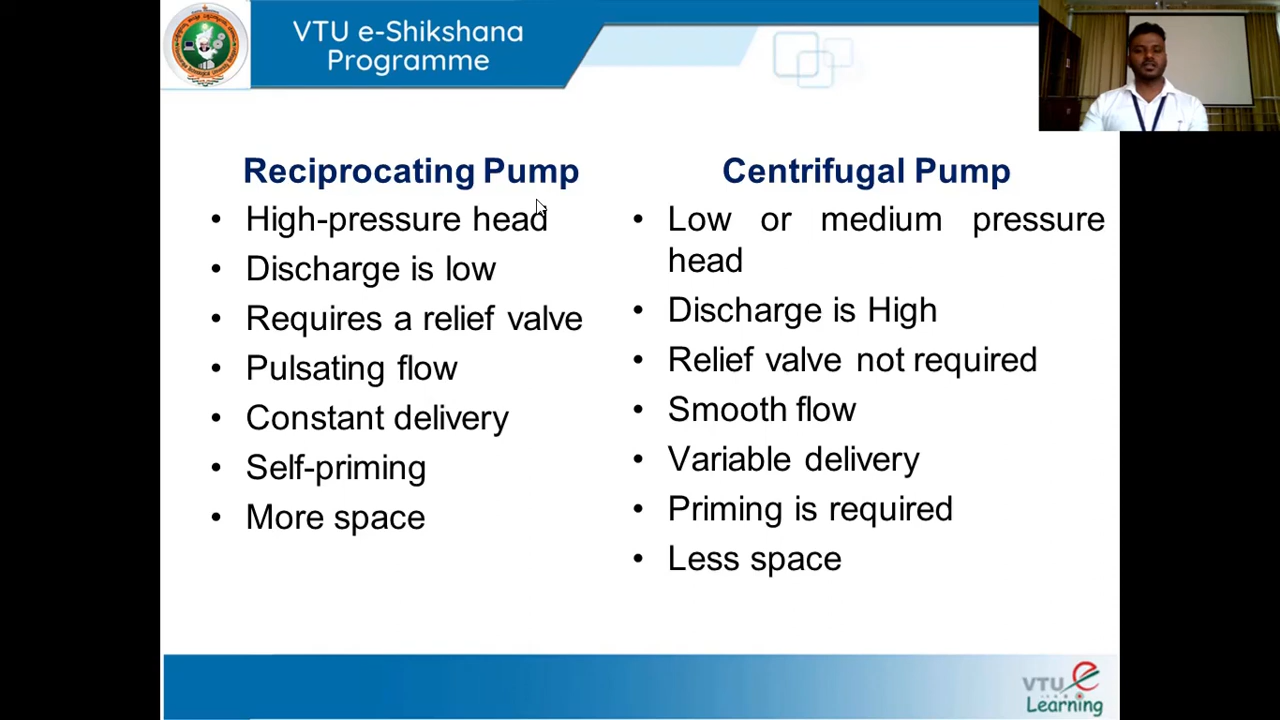 VTU e-Shikshana
Programme
Reciprocating Pump
• High-pressure head
• Discharge is low
• Requires a relief valve
• Pulsating flow
• Constant delivery
• Self-priming
• More space
Centrifugal Pump
• Low or medium pressure
head
• Discharge is High
• Relief valve not required
• Smooth flow
• Variable delivery
• Priming is required
• Less space
VTU e
Learning